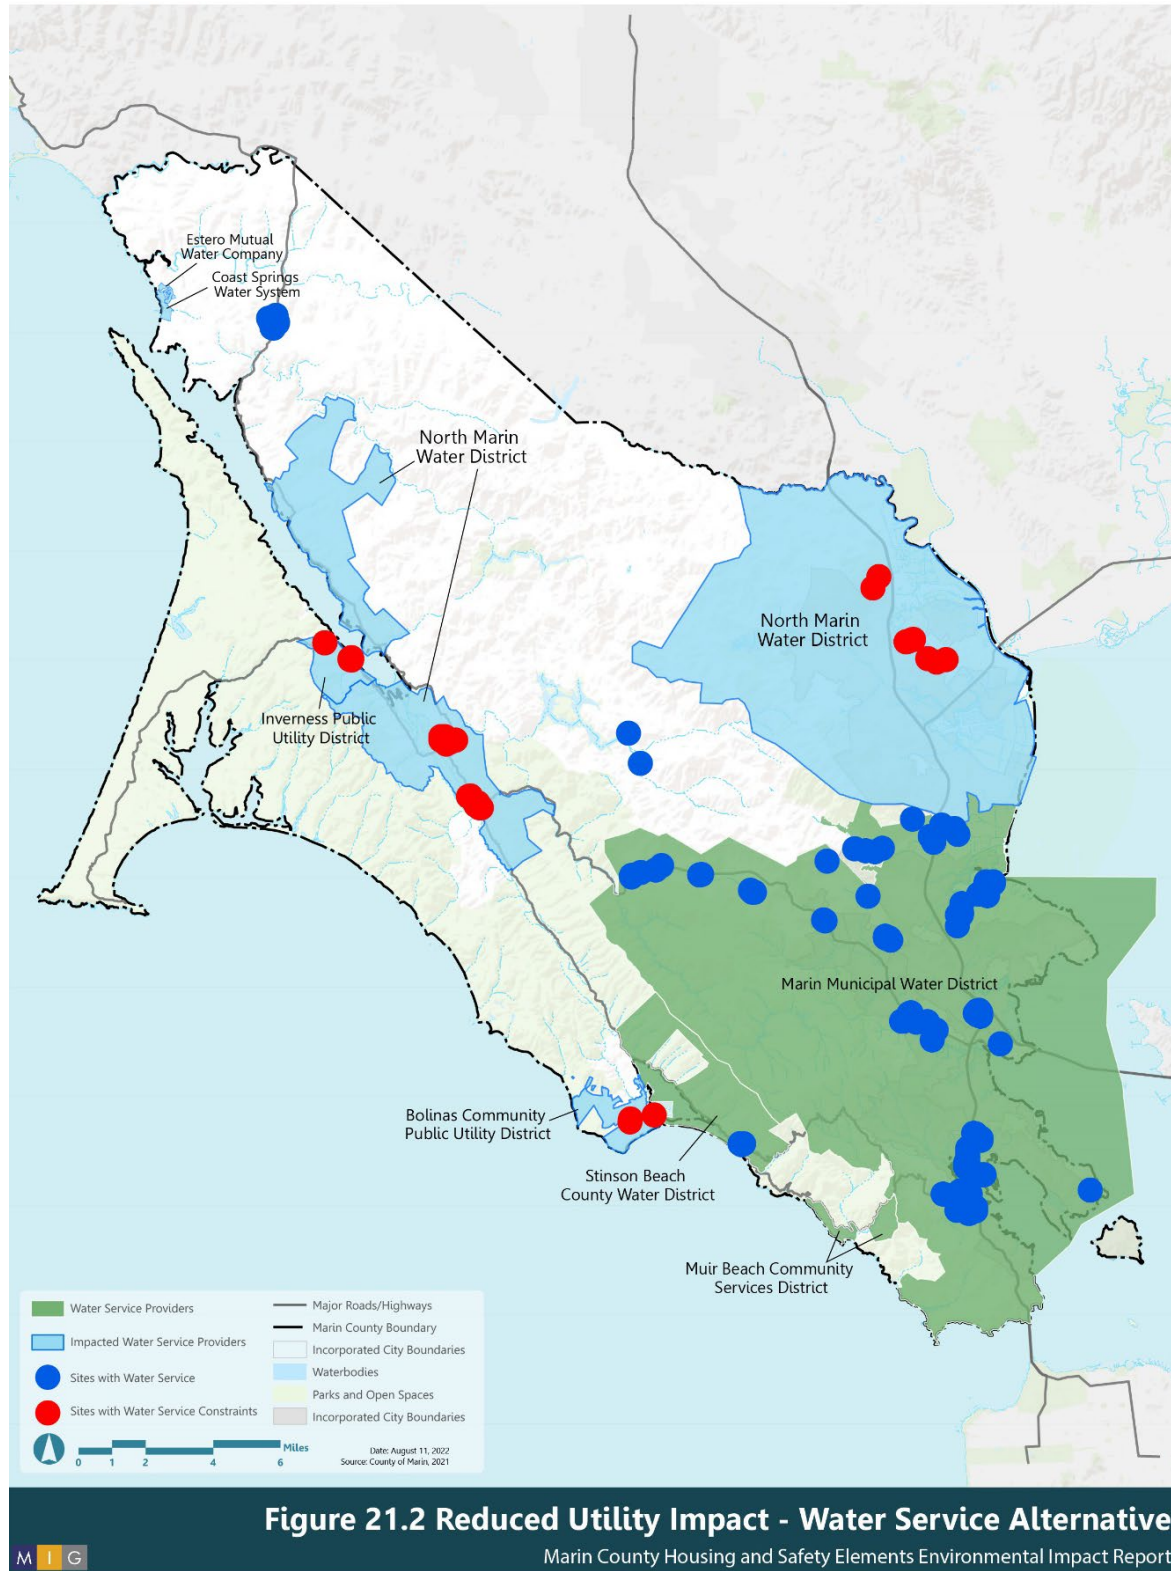 Estero Mutual
Water Company
Coast Springs
Water System
North Marin
Water District
North Marin
Water District
Inverness Public
Utility District
Marin Municipal Water District
Bolinas Community
Public Utility District
Stinson Beach
County Water District
Muir Beach Community
Services District
Water Service Providers
Impacted Water Service Providers
Sites with Water Service
Sites with Water Service Constraints
Major Roads/Highways
Marin County Boundary
Incorporated City Boundaries
Waterbodies
Parks and Open Spaces
Incorporated City Boundaries
Miles
0 1 2 4 6
Date: August 11, 2022
Source: County of Marin, 2021
Figure 21.2 Reduced Utility Impact - Water Service Alternative
M I G
Marin County Housing and Safety Elements Environmental Impact Report